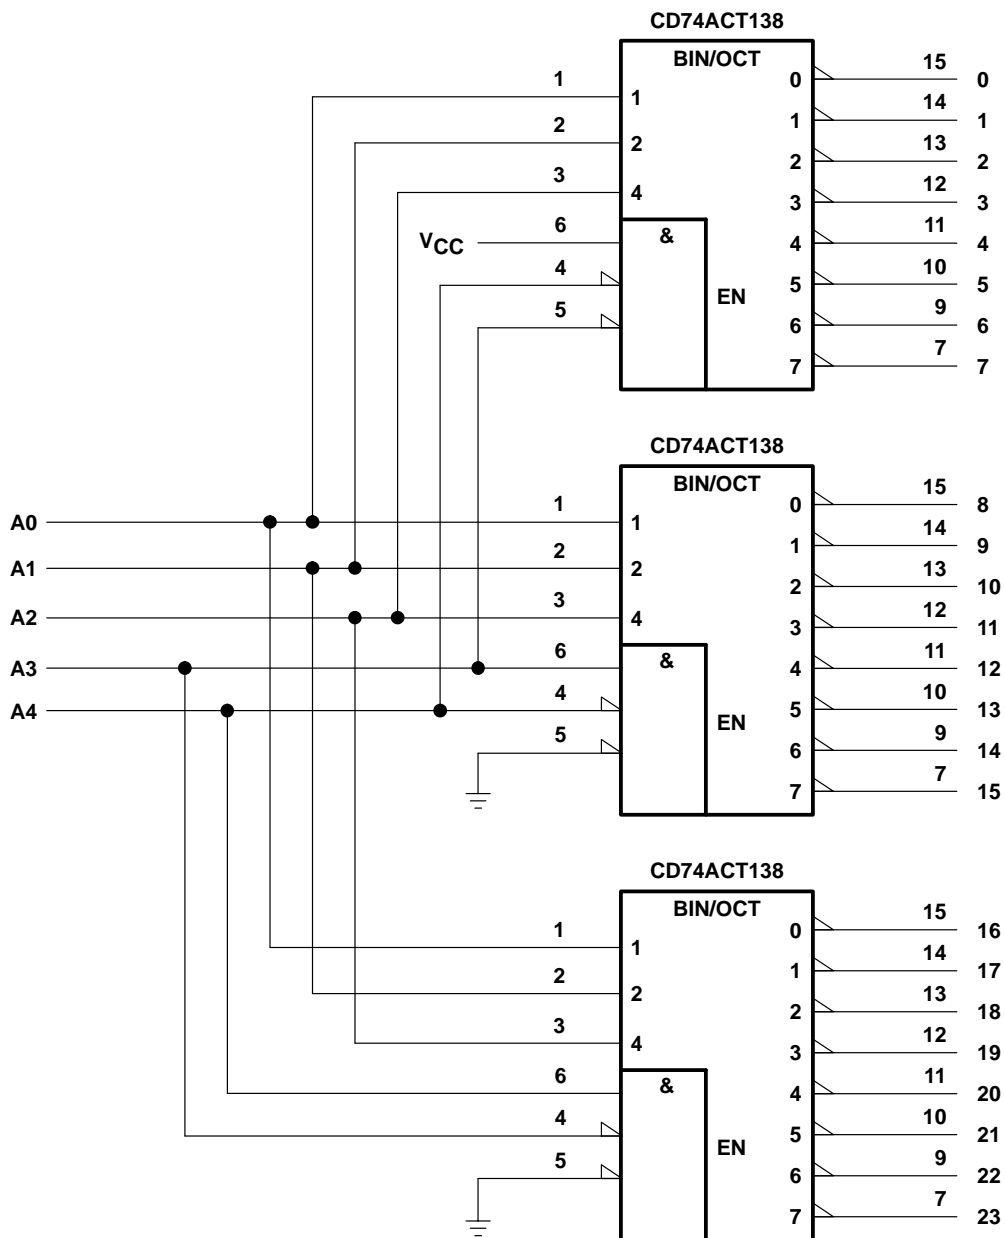 CD74ACT138
BIN/OCT
1 1 0 15 0
2 2 1 14 1
3 4 2 13 2
3 12 3
VCC 6 & 4 11 4
4 5 10 5
EN
5 6 9 6
7 7 7
CD74ACT138
BIN/OCT
A0 1 1 0 15 8
1 14 9
A1 2 2 2 13 10
A2 3 4 3 12 11
A3 6 & 4 11 12
A4 4 5 10 13
EN
5 6 9 14
7 7 15
CD74ACT138
BIN/OCT
1 1 0 15 16
2 2 1 14 17
2 13 18
3 4 3 12 19
6 & 4 11 20
4 5 10 21
EN
5 6 9 22
7 7 23